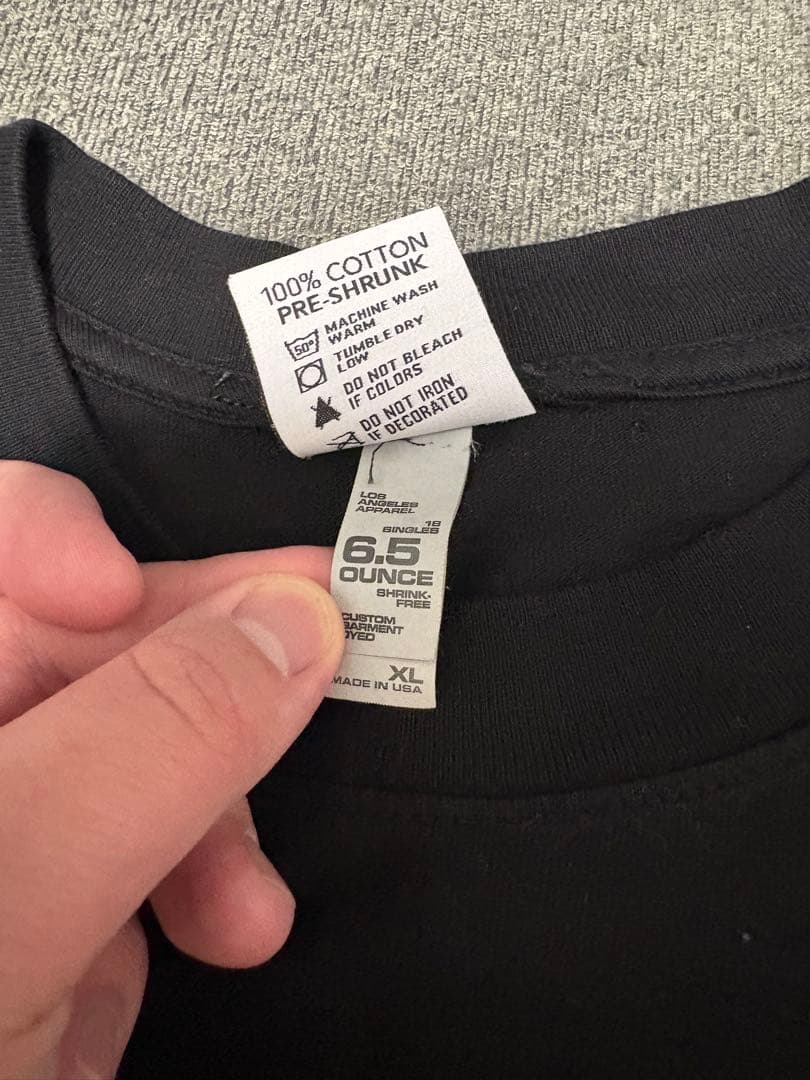 100% COTTON
PRE-SHRUNK
50°
MACHINE WASH
WARM
TUMBLE DRY
LOW
DO NOT BLEACH
IF COLORS
DO NOT IRON
IF DECORATED
LOS
ANGELES
APPAREL
18
SINGLES
6.5
OUNCE
SHRINK-
FREE
CUSTOM
GARMENT
DYED
XL
MADE IN USA